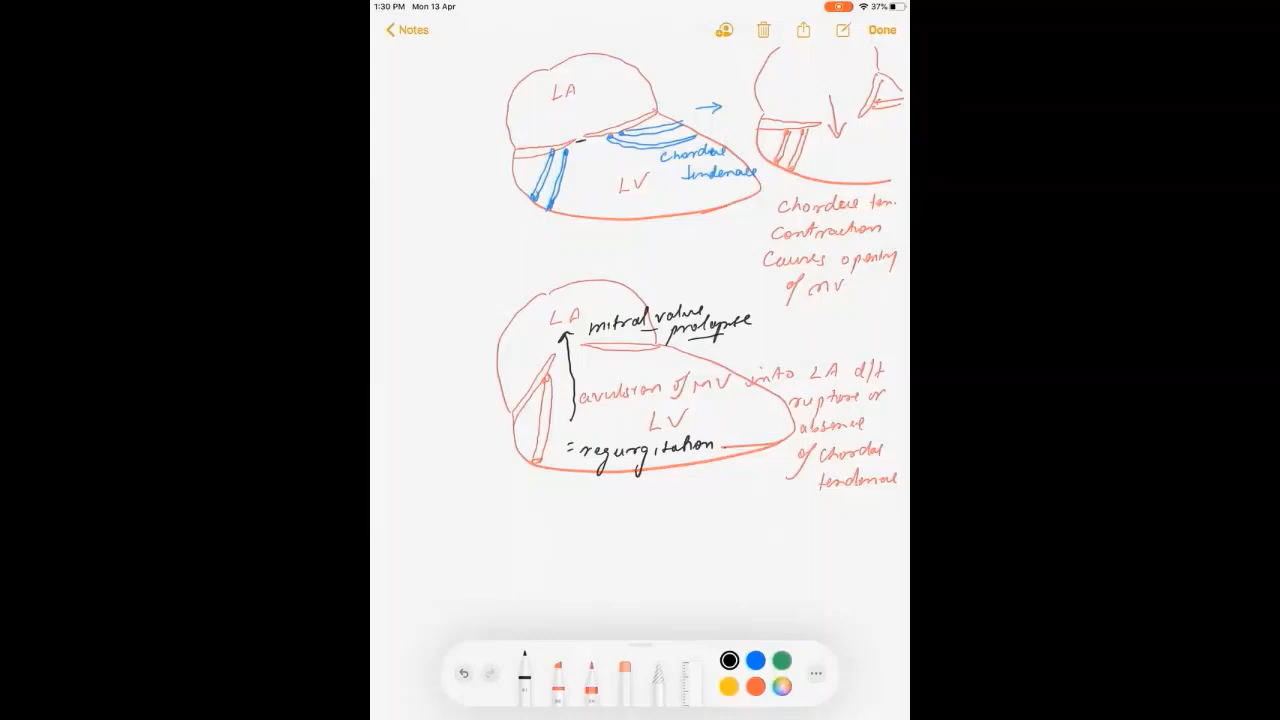 1:30 PM Mon 13 Apr
37%
Notes
Done
LA
Chordae
tendenae
LV
Chordae ten.
Contraction
Causes opening
of MV
LA
mitral valve
prolapse
avulsion of MV into LA d/t
rupture or
absence
of Chordae
tendenae
LV
= regurgitation